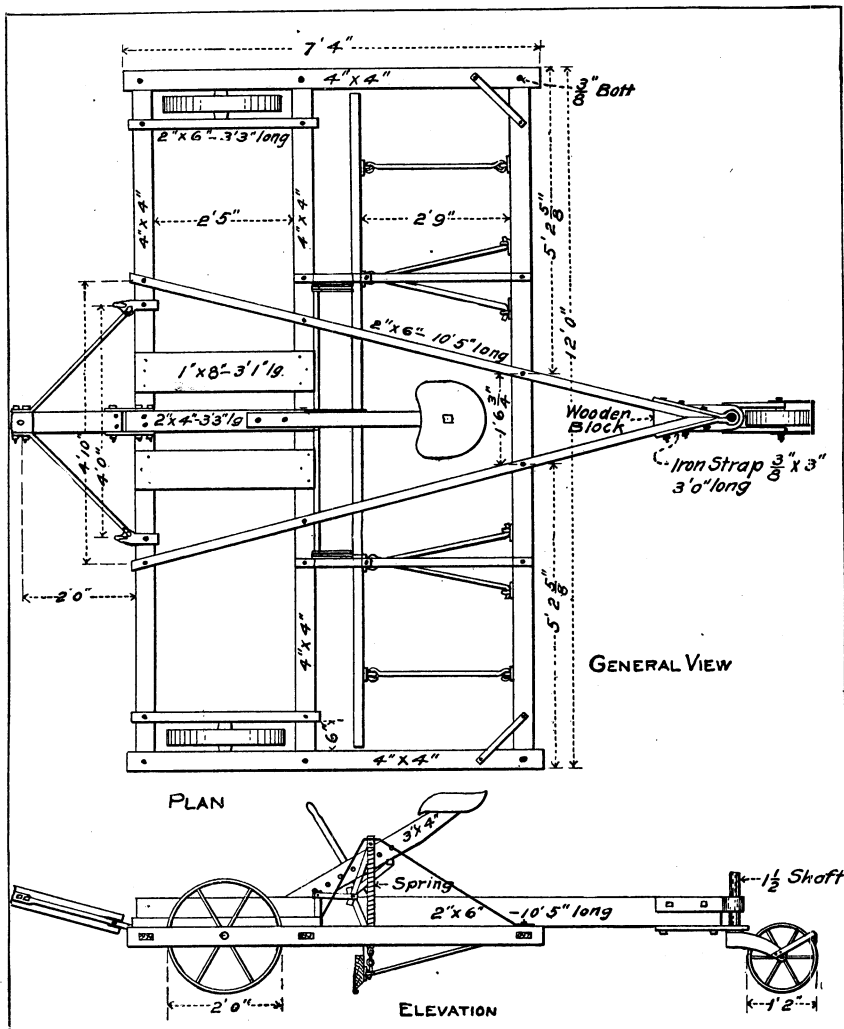 7'4"
4"x4"
3/8" Bolt
2"x6"-3'3"long
4"x4"
2'5"
4"x4"
2'9"
5' 2 5/8"
12'0"
2"x6"-10'5"long
1"x8"-3'1"lg.
1' 6 3/4"
2"x4"-3'3"lg
Wooden
Block
4'10"
4'0"
Iron Strap 3/8"x3"
3'0"long
2'0"
5' 2 5/8"
4"x4"
GENERAL VIEW
6"
4"x4"
PLAN
3"x4"
Spring
1 1/2 Shaft
2"x6" -10'5"long
2'0"
ELEVATION
1'2"